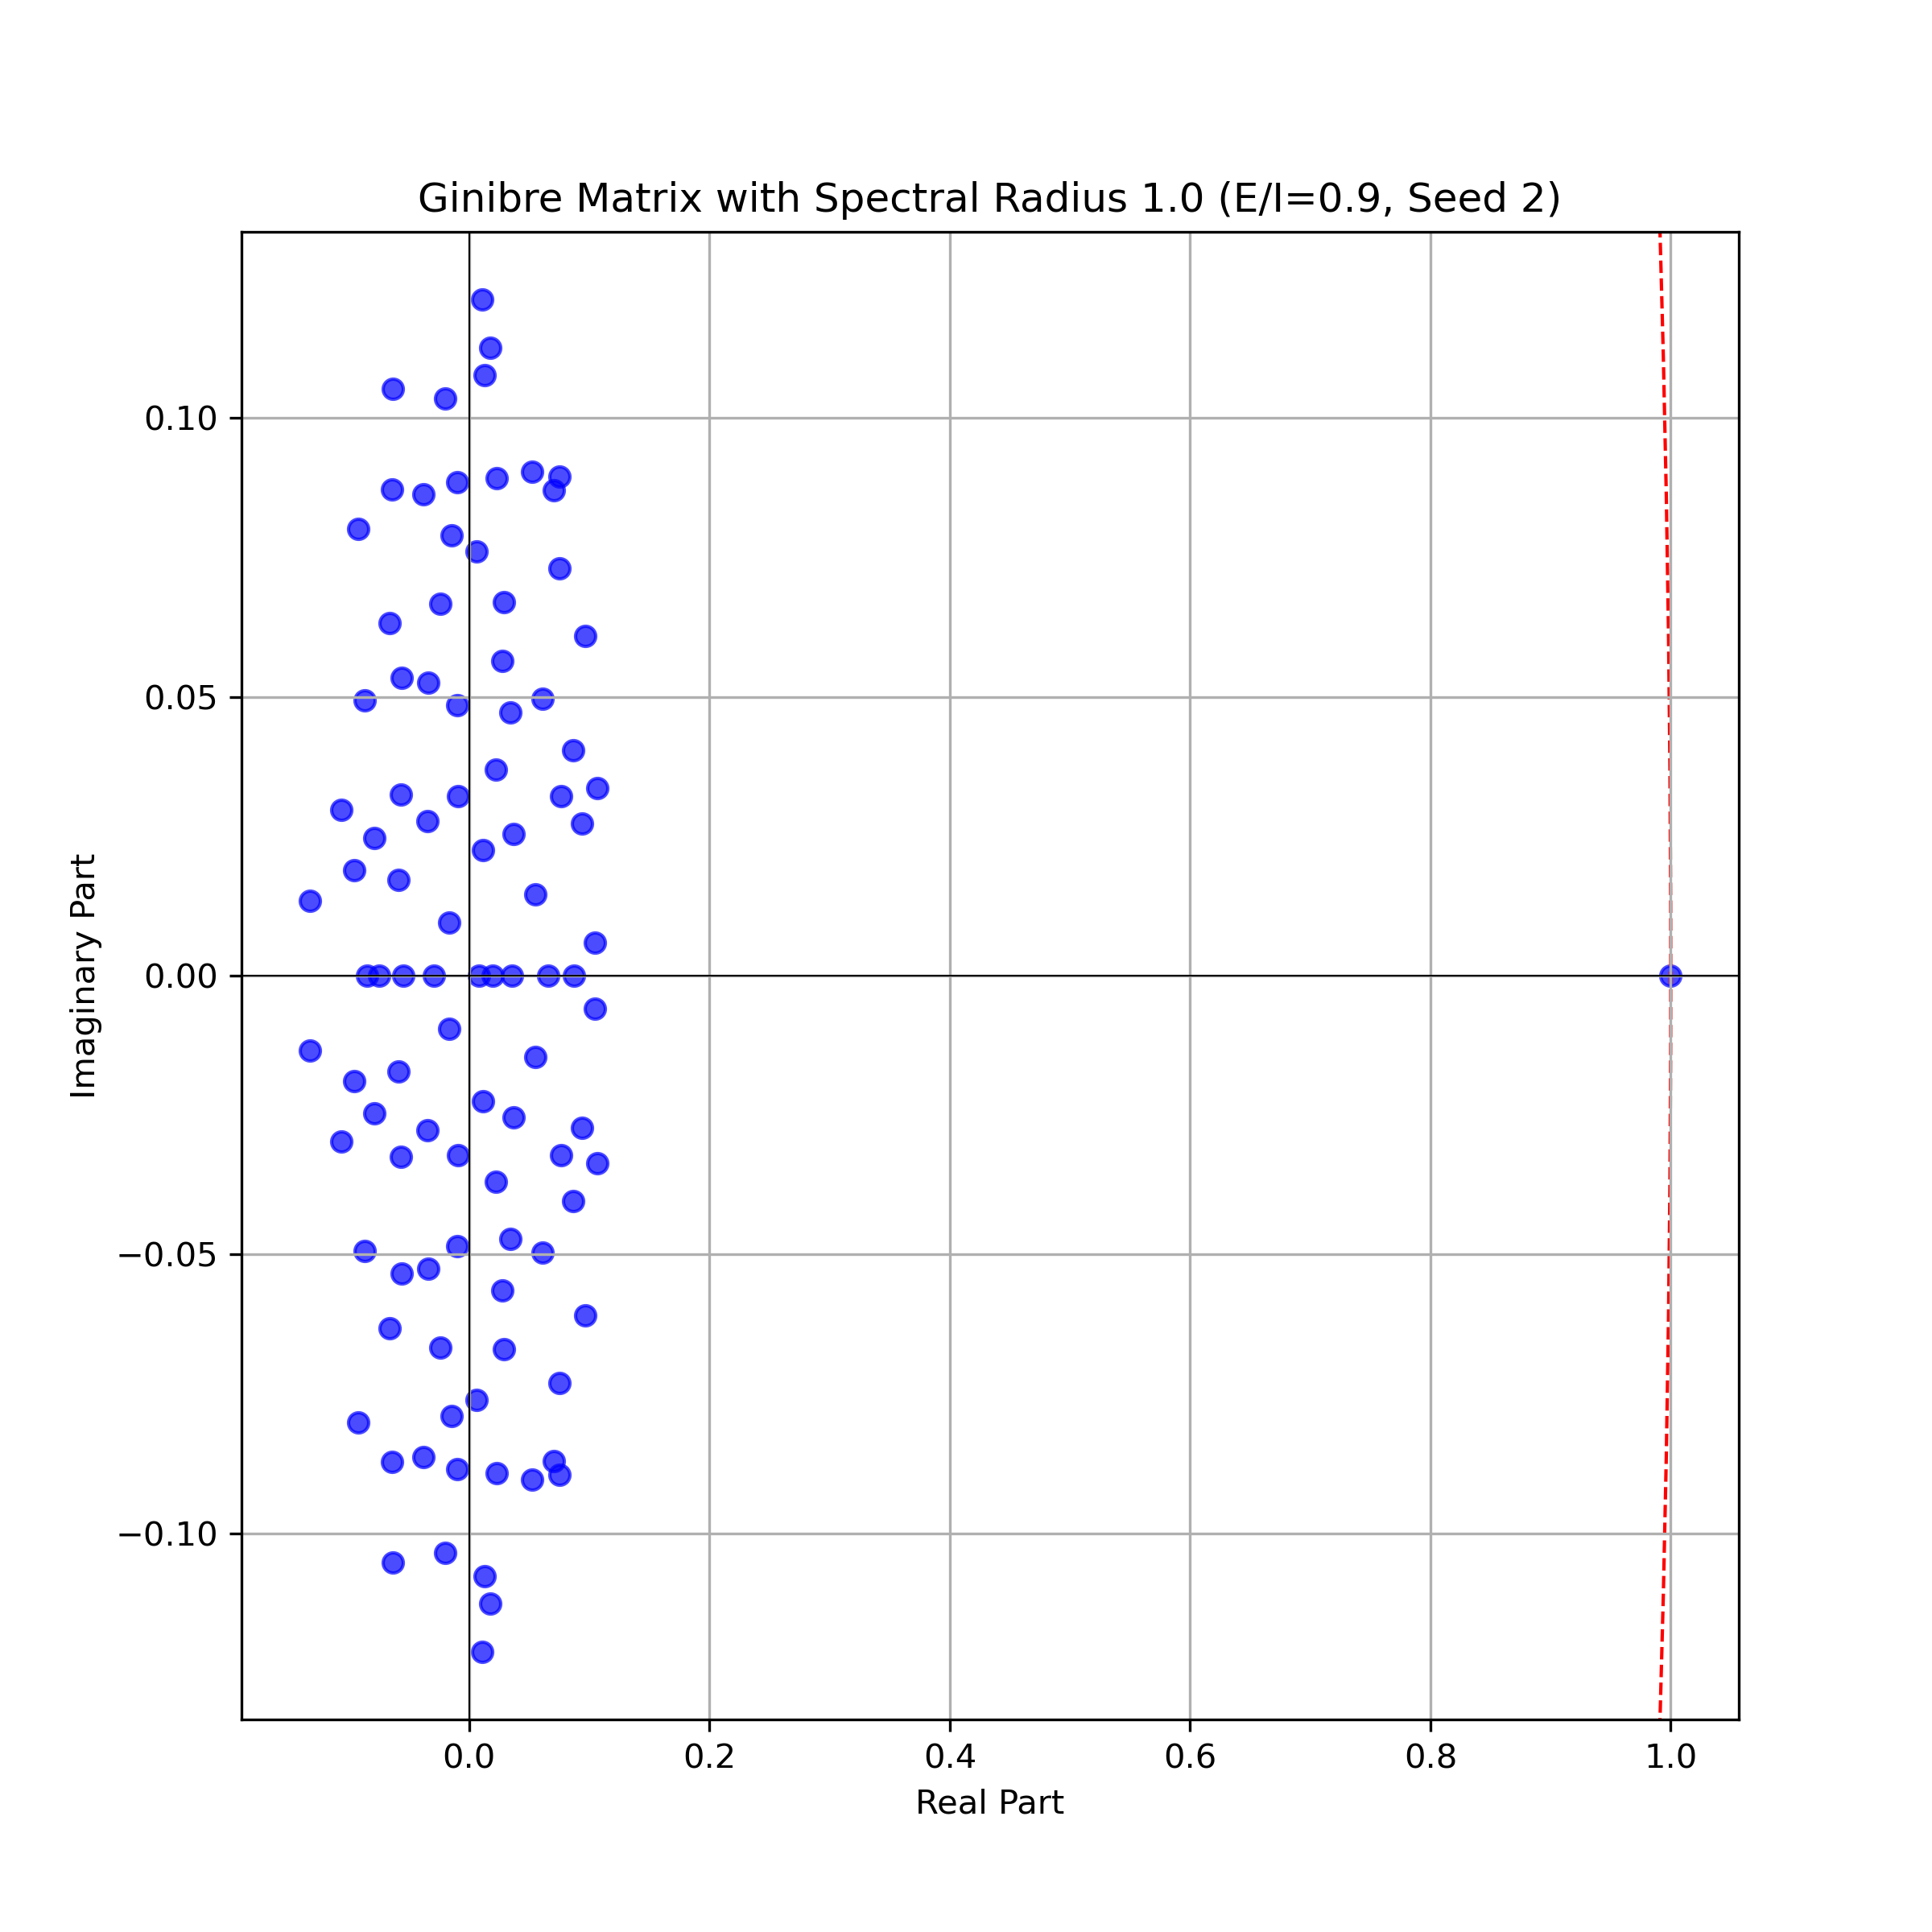 Ginibre Matrix with Spectral Radius 1.0 (E/I=0.9, Seed 2)
Imaginary Part
0.10
0.05
0.00
−0.05
−0.10
0.0 0.2 0.4 0.6 0.8 1.0
Real Part